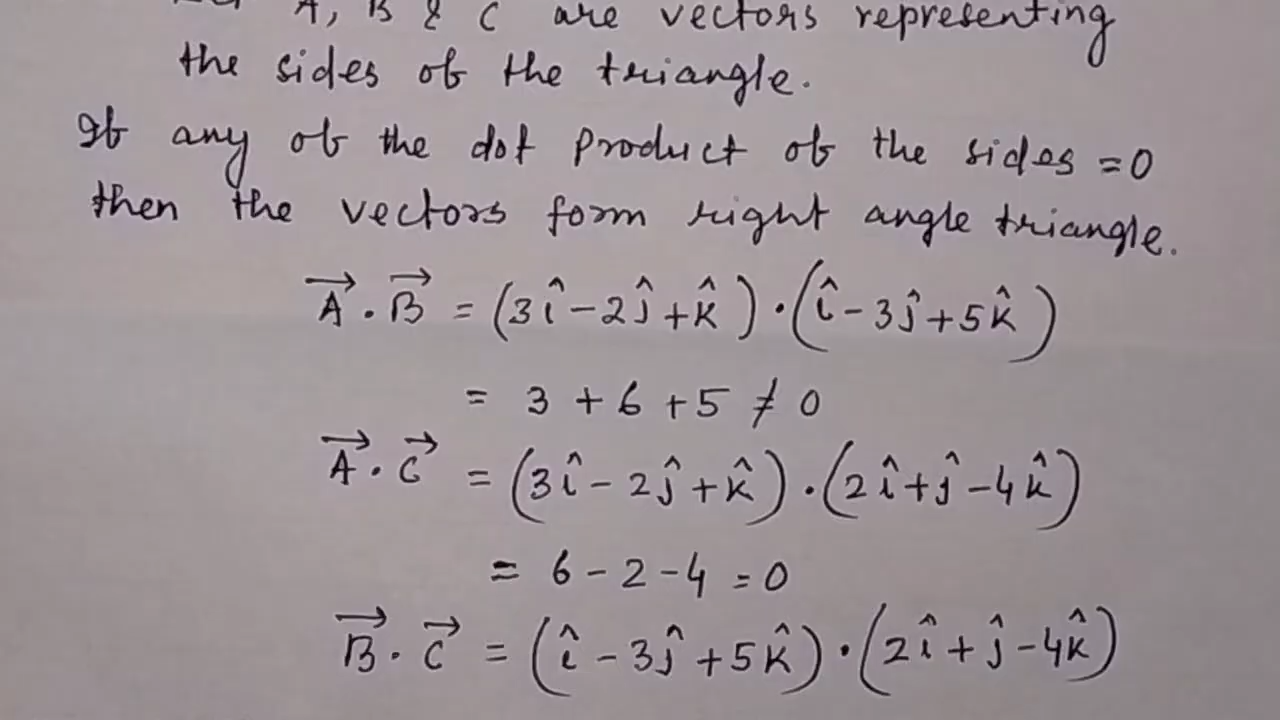 A, B & C are vectors representing
the sides of the triangle.
If any of the dot product of the sides = 0
then the vectors form right angle triangle.
A⃗ . B⃗ = (3î - 2ĵ + k̂) . (î - 3ĵ + 5k̂)
= 3 + 6 + 5 ≠ 0
A⃗ . C⃗ = (3î - 2ĵ + k̂) . (2î + ĵ - 4k̂)
= 6 - 2 - 4 = 0
B⃗ . C⃗ = (î - 3ĵ + 5k̂) . (2î + ĵ - 4k̂)